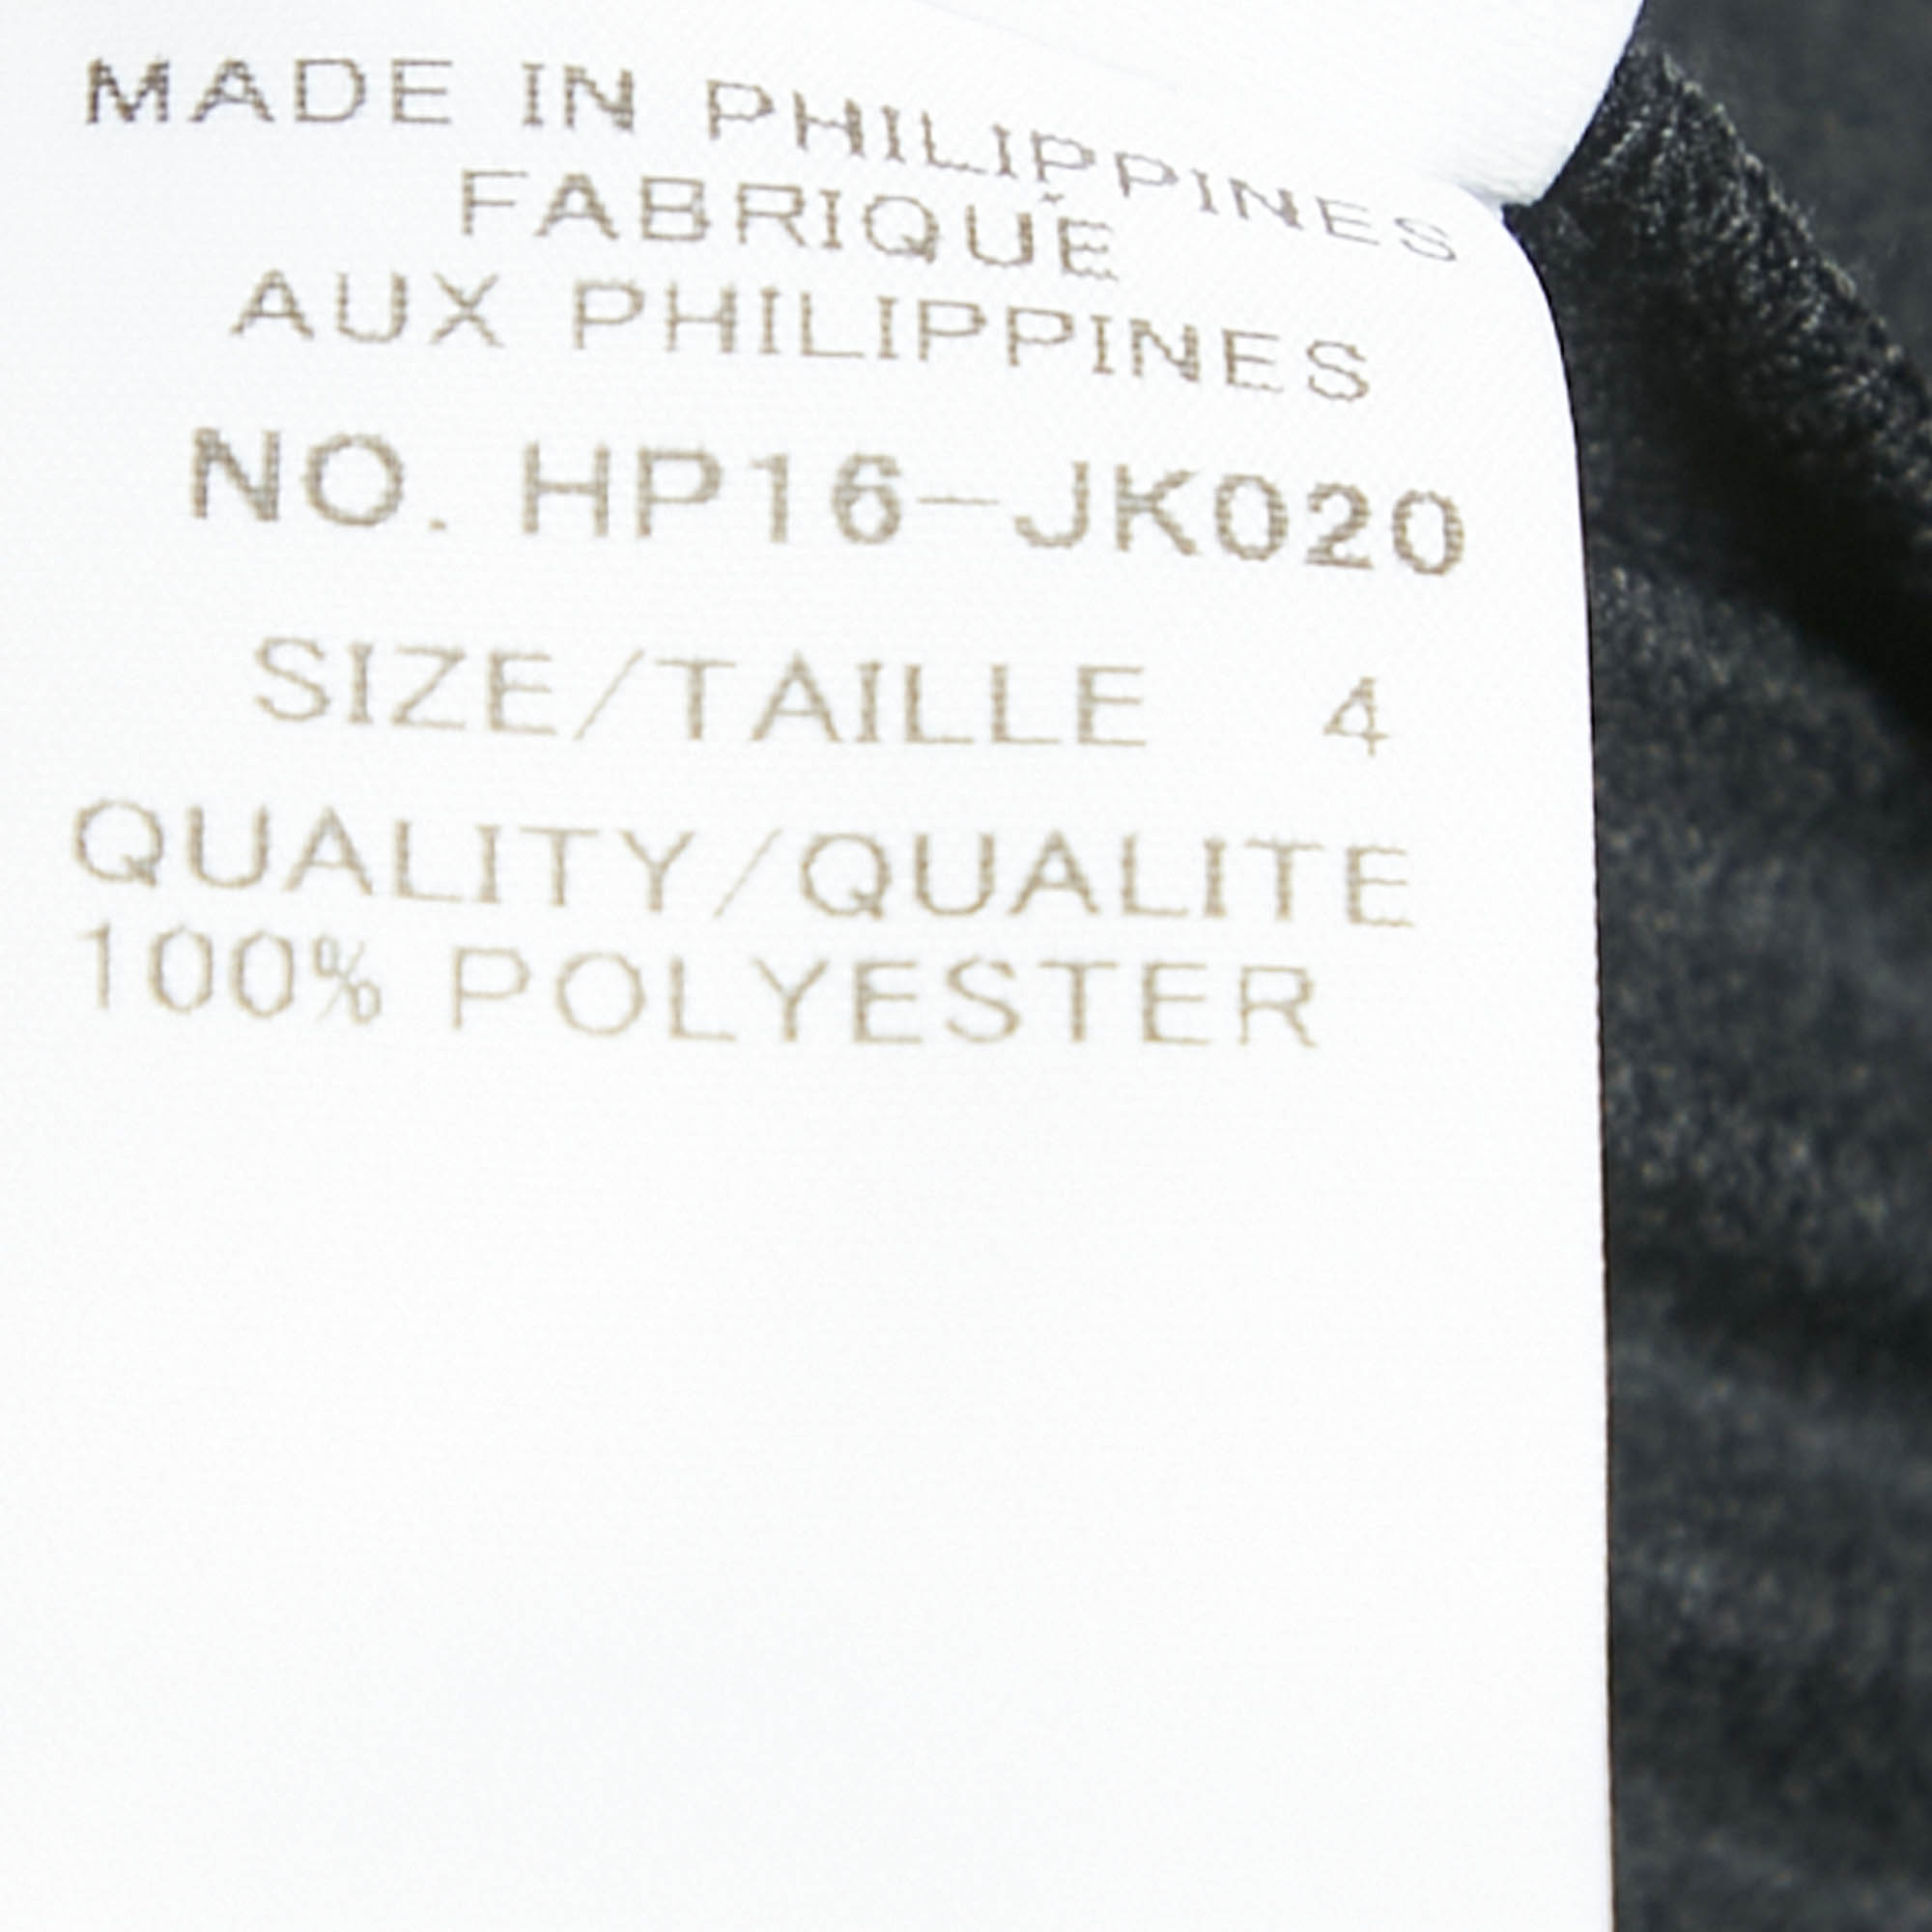 MADE IN PHILIPPINES
FABRIQUÉ
AUX PHILIPPINES
NO. HP16-JK020
SIZE/TAILLE 4
QUALITY/QUALITE
100% POLYESTER